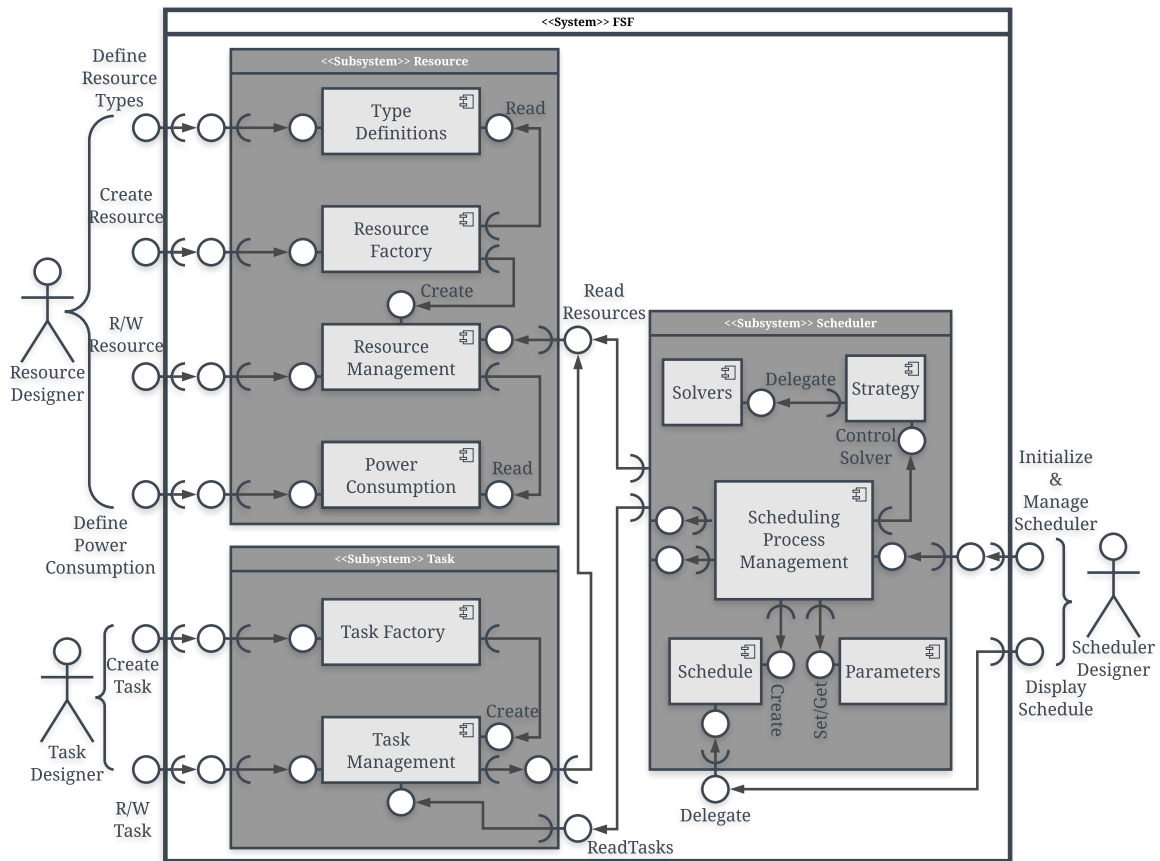 <<System>> FSF
<<Subsystem>> Resource
Define
Resource
Types
Type
Definitions
Read
Create
Resource
Resource
Factory
Create
R/W
Resource
Resource
Management
Read
Resources
Resource
Designer
Power
Consumption
Read
Define
Power
Consumption
<<Subsystem>> Scheduler
Solvers
Delegate
Strategy
Control
Solver
Scheduling
Process
Management
Initialize
&
Manage
Scheduler
Schedule
Create
Set/Get
Parameters
Scheduler
Designer
Display
Schedule
Delegate
<<Subsystem>> Task
Task Factory
Create
Task
Create
Task
Management
Task
Designer
R/W
Task
ReadTasks